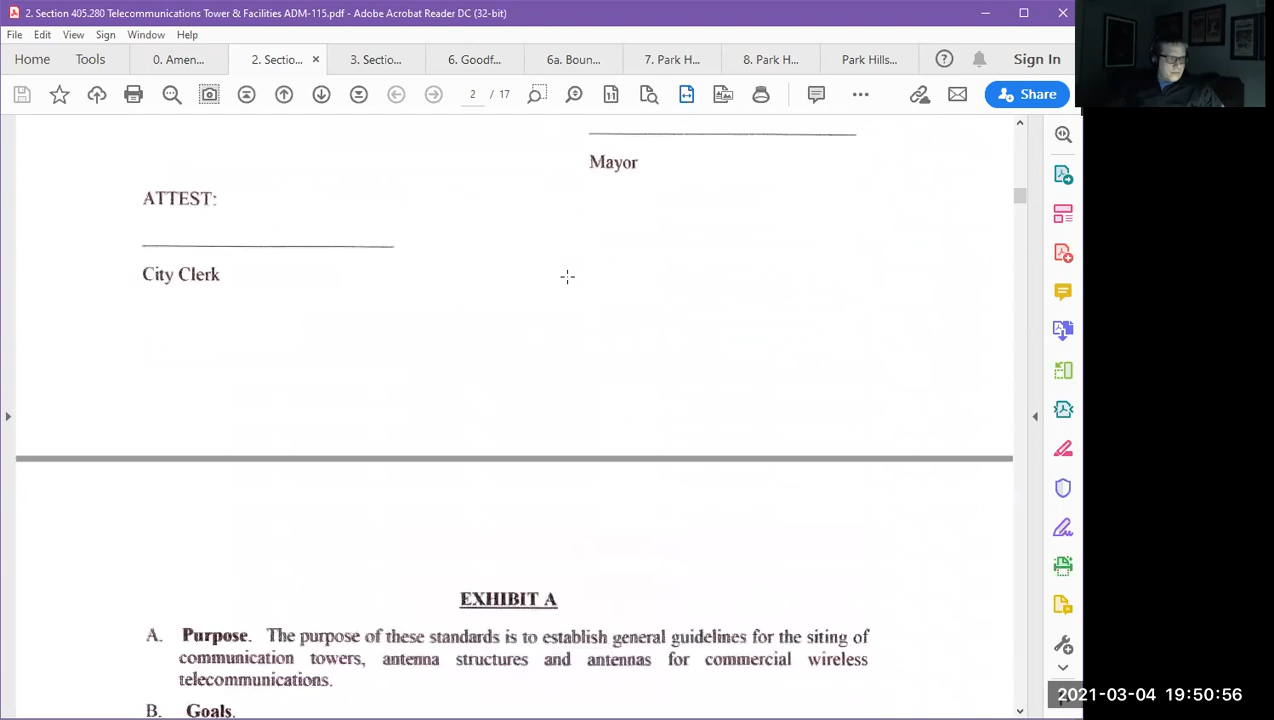 2. Section 405.280 Telecommunications Tower & Facilities ADM-115.pdf - Adobe Acrobat Reader DC (32-bit)
File Edit View Sign Window Help
Home Tools 0. Amen... 2. Sectio... × 3. Sectio... 6. Goodf... 6a. Boun... 7. Park H... 8. Park H... Park Hills... Sign In
2 / 17 Share
Mayor
ATTEST:
City Clerk
EXHIBIT A
A. Purpose. The purpose of these standards is to establish general guidelines for the siting of
communication towers, antenna structures and antennas for commercial wireless
telecommunications.
B. Goals.
2021-03-04 19:50:56